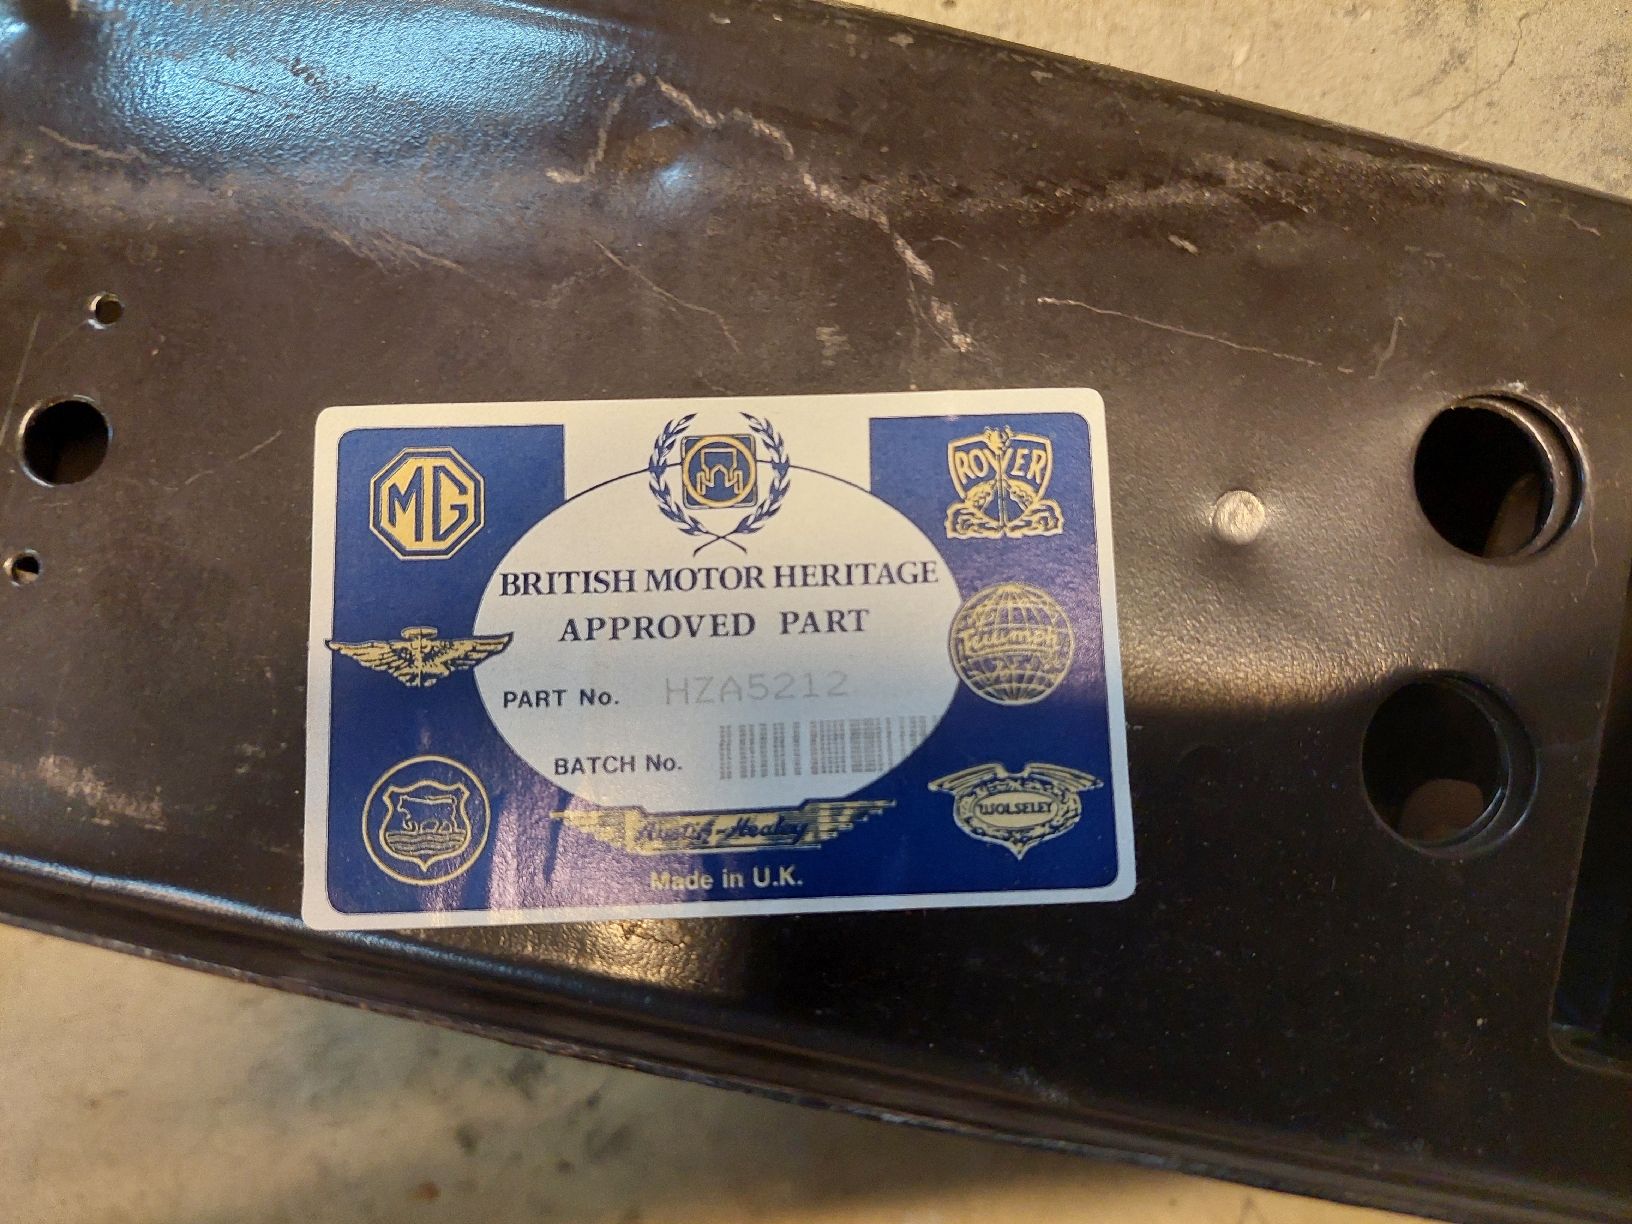 MG
ROVER
BRITISH MOTOR HERITAGE
APPROVED PART
Triumph
PART No. HZA5212
BATCH No.
WOLSELEY
Austin-Healey
Made in U.K.